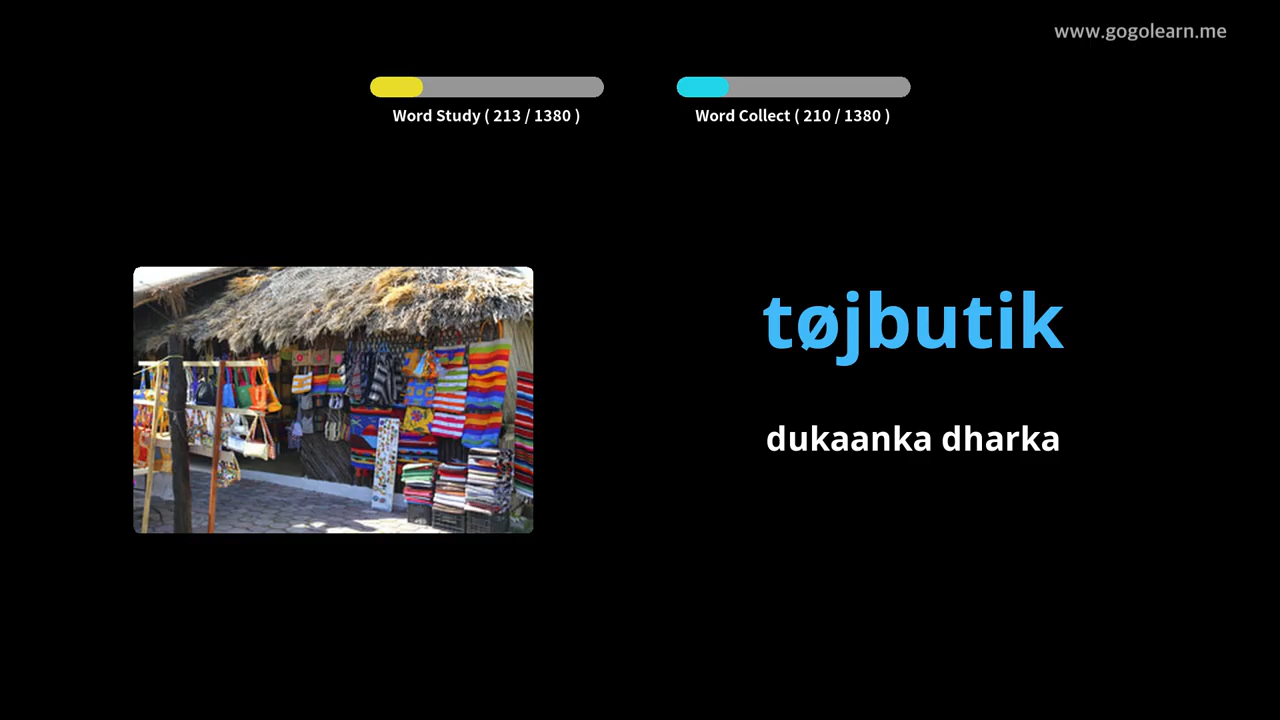 www.gogolearn.me
Word Study ( 213 / 1380 )
Word Collect ( 210 / 1380 )
tøjbutik
dukaanka dharka